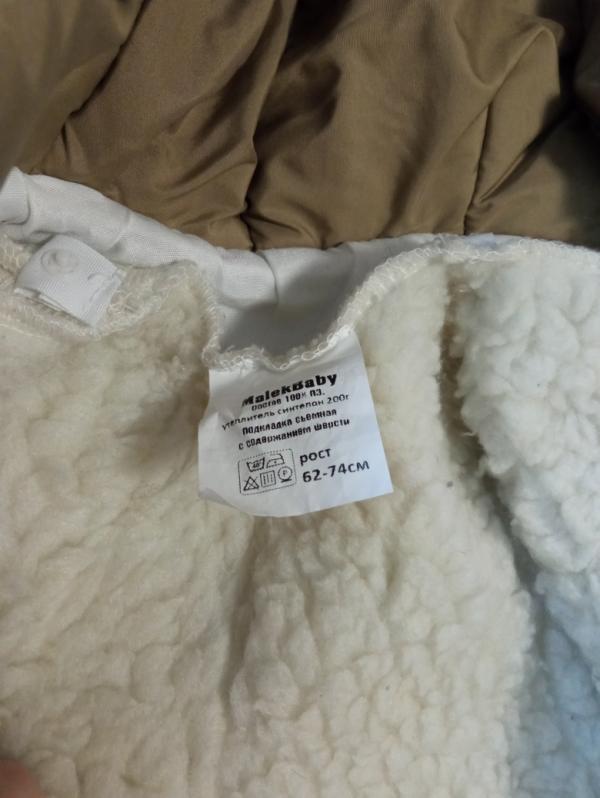 MalekBaby
Состав 100% ПЭ.
утеплитель синтепон 200г
Подкладка съемная
с содержанием шерсти
рост
62-74см